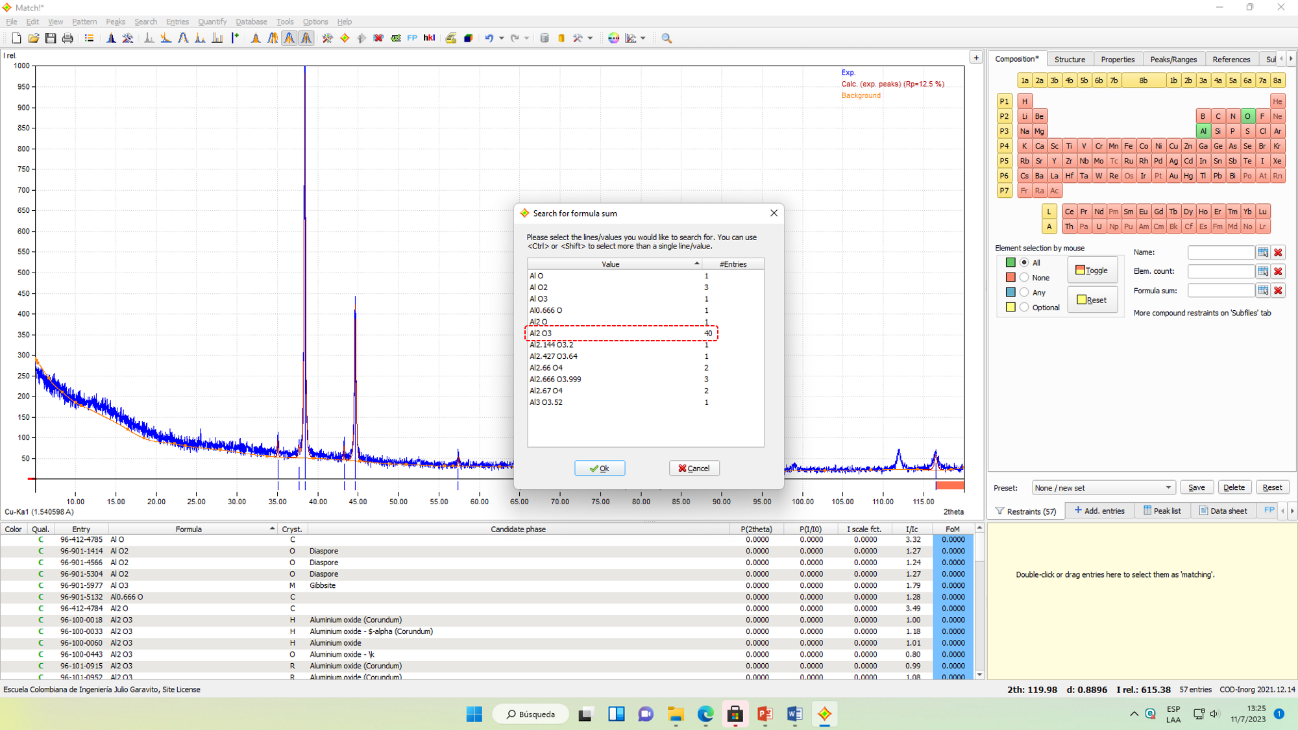 Match!*
File Edit View Pattern Peaks Search Entries Quantify Database Tools Options Help
FP hkl
I rel.
Exp.
Calc. (exp. peaks) (Rp=12.5 %)
Background
1000
950
900
850
800
750
700
650
600
550
500
450
400
350
300
250
200
150
100
50
10.00 15.00 20.00 25.00 30.00 35.00 40.00 45.00 50.00 55.00 60.00 65.00 70.00 75.00 80.00 85.00 90.00 95.00 100.00 105.00 110.00 115.00
Cu-Ka1 (1.540598 A) 2theta
Search for formula sum
Please select the lines/values you would like to search for. You can use
<Ctrl> or <Shift> to select more than a single line/value.
Value #Entries
Al O 1
Al O2 3
Al O3 1
Al0.666 O 1
Al2 O 1
Al2 O3 40
Al2.144 O3.2 1
Al2.427 O3.64 1
Al2.66 O4 2
Al2.666 O3.999 3
Al2.67 O4 2
Al3 O3.52 1
Ok Cancel
Composition* Structure Properties Peaks/Ranges References Sul
1a 2a 3b 4b 5b 6b 7b 8b 1b 2b 3a 4a 5a 6a 7a 8a
P1 H He
P2 Li Be B C N O F Ne
P3 Na Mg Al Si P S Cl Ar
P4 K Ca Sc Ti V Cr Mn Fe Co Ni Cu Zn Ga Ge As Se Br Kr
P5 Rb Sr Y Zr Nb Mo Tc Ru Rh Pd Ag Cd In Sn Sb Te I Xe
P6 Cs Ba La Hf Ta W Re Os Ir Pt Au Hg Tl Pb Bi Po At Rn
P7 Fr Ra Ac
L Ce Pr Nd Pm Sm Eu Gd Tb Dy Ho Er Tm Yb Lu
A Th Pa U Np Pu Am Cm Bk Cf Es Fm Md No Lr
Element selection by mouse
All
None
Any
Optional
Toggle
Reset
Name:
Elem. count:
Formula sum:
More compound restraints on 'Subfiles' tab
Preset: None / new set Save Delete Reset
Restraints (57) Add. entries Peak list Data sheet FP
Double-click or drag entries here to select them as 'matching'.
Color Qual. Entry Formula Cryst. Candidate phase P(2theta) P(I/I0) I scale fct. I/Ic FoM
C 96-412-4785 Al O C 0.0000 0.0000 0.0000 3.32 0.0000
C 96-901-1414 Al O2 O Diaspore 0.0000 0.0000 0.0000 1.27 0.0000
C 96-901-4566 Al O2 O Diaspore 0.0000 0.0000 0.0000 1.24 0.0000
C 96-901-5304 Al O2 O Diaspore 0.0000 0.0000 0.0000 1.27 0.0000
C 96-901-5977 Al O3 M Gibbsite 0.0000 0.0000 0.0000 1.79 0.0000
C 96-901-5132 Al0.666 O C 0.0000 0.0000 0.0000 1.28 0.0000
C 96-412-4784 Al2 O C 0.0000 0.0000 0.0000 3.49 0.0000
C 96-100-0018 Al2 O3 H Aluminium oxide (Corundum) 0.0000 0.0000 0.0000 1.00 0.0000
C 96-100-0033 Al2 O3 H Aluminium oxide - $-alpha (Corundum) 0.0000 0.0000 0.0000 1.18 0.0000
C 96-100-0060 Al2 O3 H Aluminium oxide 0.0000 0.0000 0.0000 1.01 0.0000
C 96-100-0443 Al2 O3 O Aluminium oxide - \k 0.0000 0.0000 0.0000 0.80 0.0000
C 96-101-0915 Al2 O3 R Aluminium oxide (Corundum) 0.0000 0.0000 0.0000 0.99 0.0000
C 96-101-0952 Al2 O3 R Aluminium oxide (Corundum) 0.0000 0.0000 0.0000 1.08 0.0000
Escuela Colombiana de Ingeniería Julio Garavito, Site License
2th: 119.98 d: 0.8896 I rel.: 615.38 57 entries COD-Inorg 2021.12.14
Búsqueda
ESP
LAA
13:25
11/7/2023
1